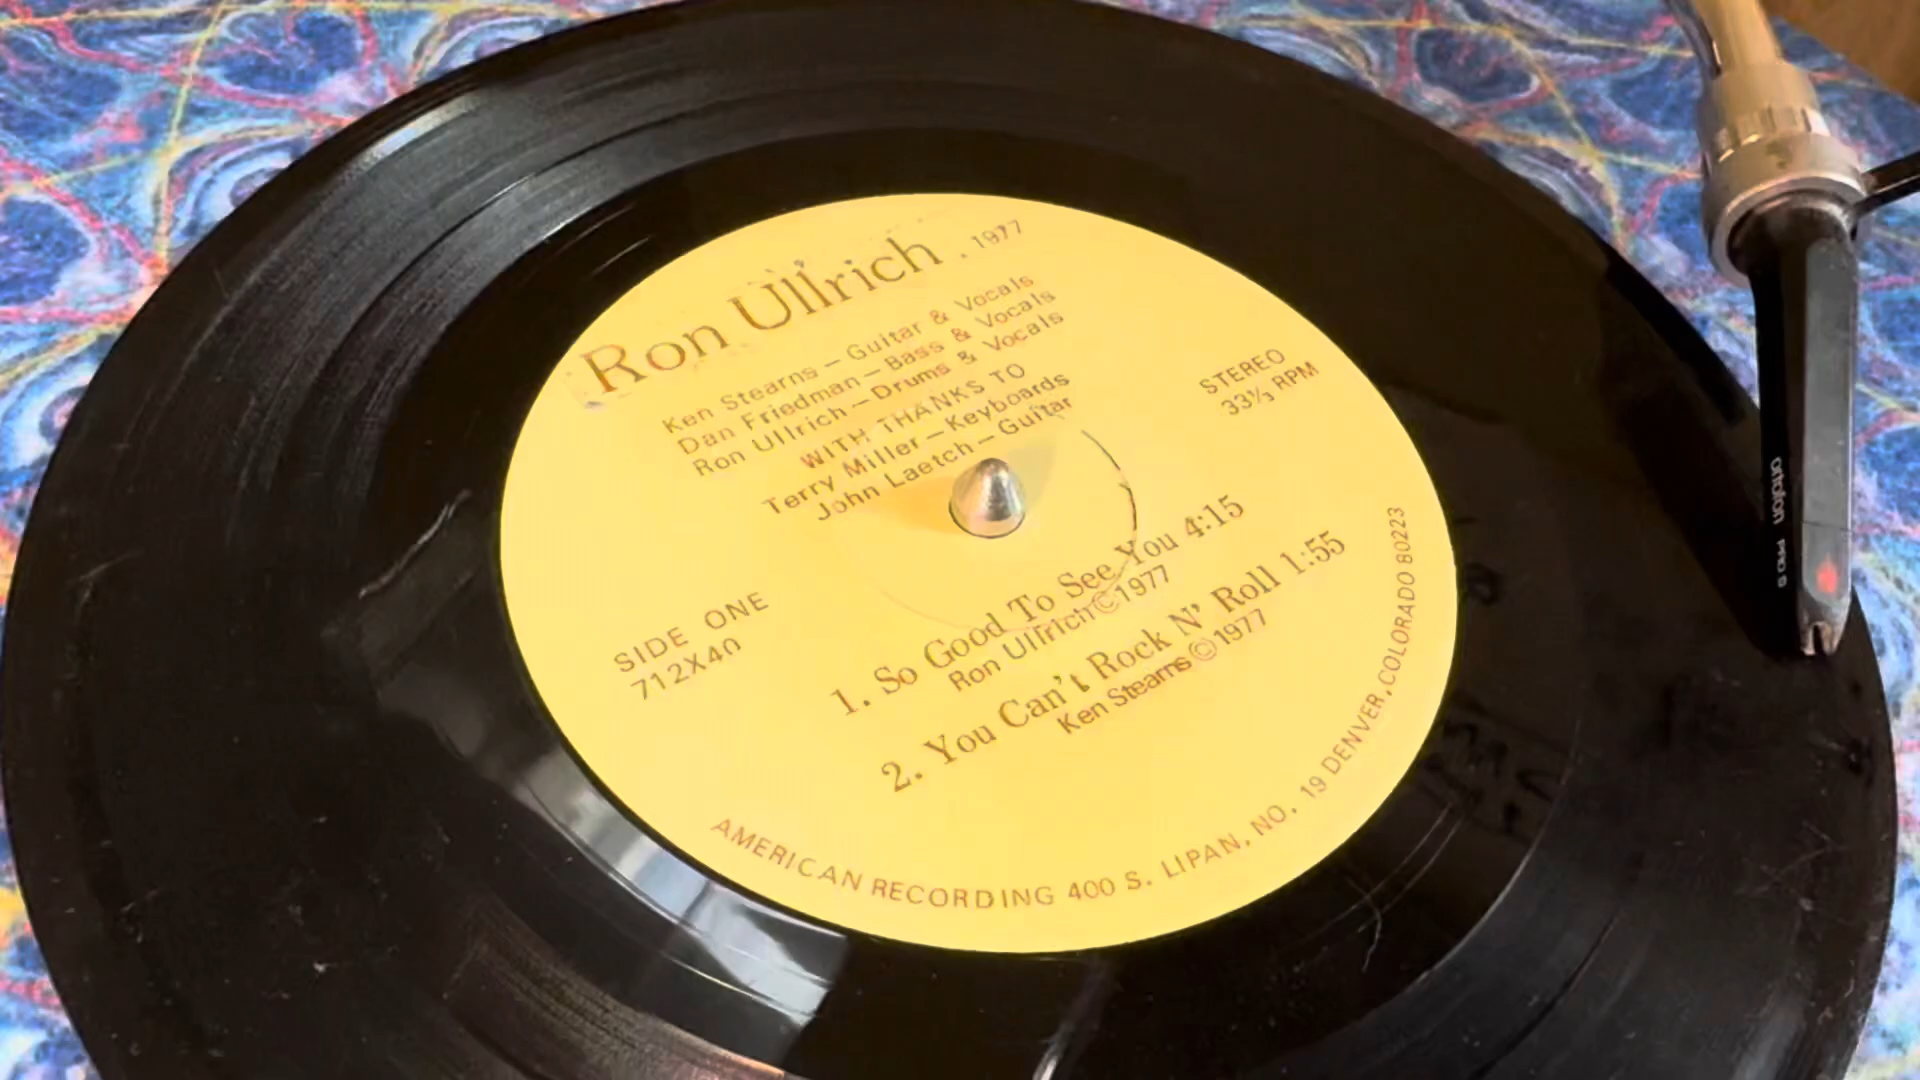 Ron Ullrich . 1977
Ken Stearns — Guitar & Vocals
Dan Friedman — Bass & Vocals
Ron Ullrich — Drums & Vocals
WITH THANKS TO
Terry Miller — Keyboards
John Laetch — Guitar
STEREO
33⅓ RPM
SIDE ONE
712X40
1. So Good To See You 4:15
Ron Ullrich © 1977
2. You Can't Rock N' Roll 1:55
Ken Stearns © 1977
AMERICAN RECORDING 400 S. LIPAN, NO. 19 DENVER, COLORADO 80223
ortofon PRO S